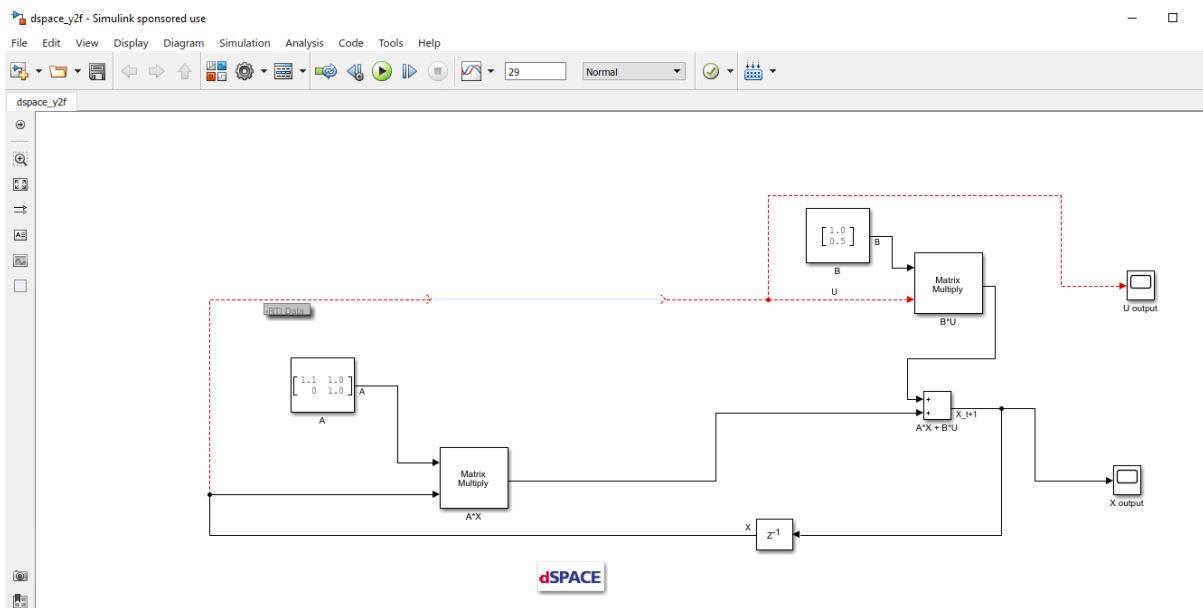 dspace_y2f - Simulink sponsored use
File Edit View Display Diagram Simulation Analysis Code Tools Help
29
Normal
dspace_y2f
1.0
0.5
B
B
U
Matrix
Multiply
B*U
U output
RTI Data
1.1 1.0
0 1.0
A
A
X_t+1
A*X + B*U
Matrix
Multiply
A*X
X output
X
Z-1
dSPACE